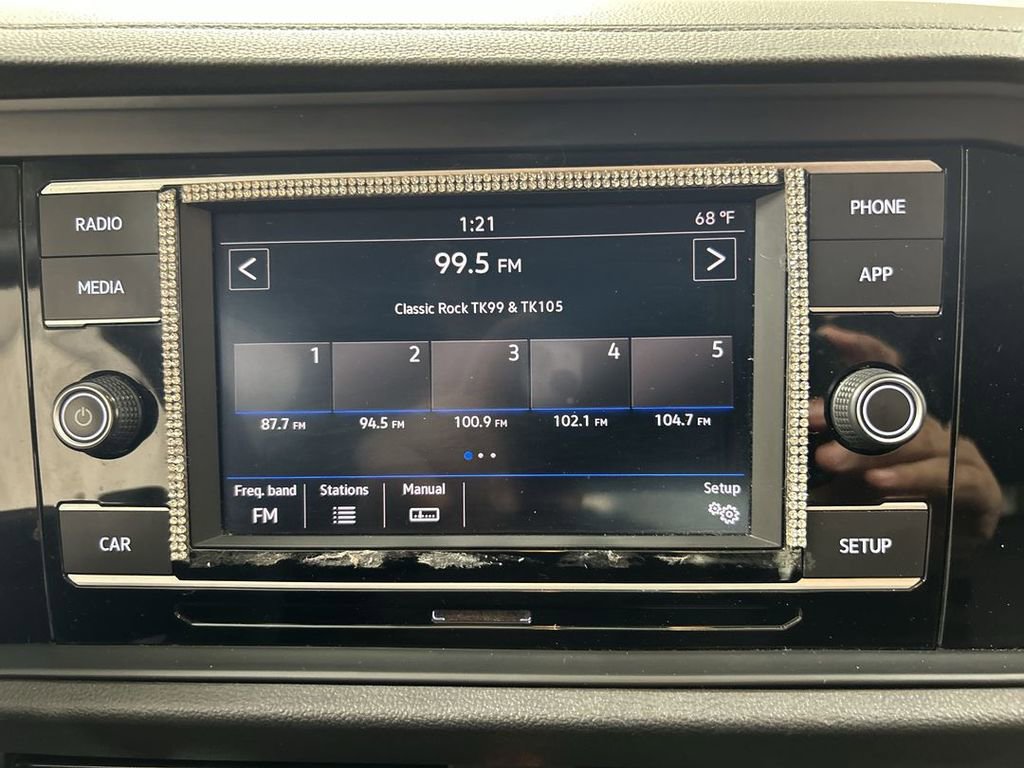 RADIO
MEDIA
CAR
1:21
68 °F
<
99.5 FM
>
Classic Rock TK99 & TK105
1 2 3 4 5
87.7 FM 94.5 FM 100.9 FM 102.1 FM 104.7 FM
Freq. band Stations Manual Setup
FM
PHONE
APP
SETUP